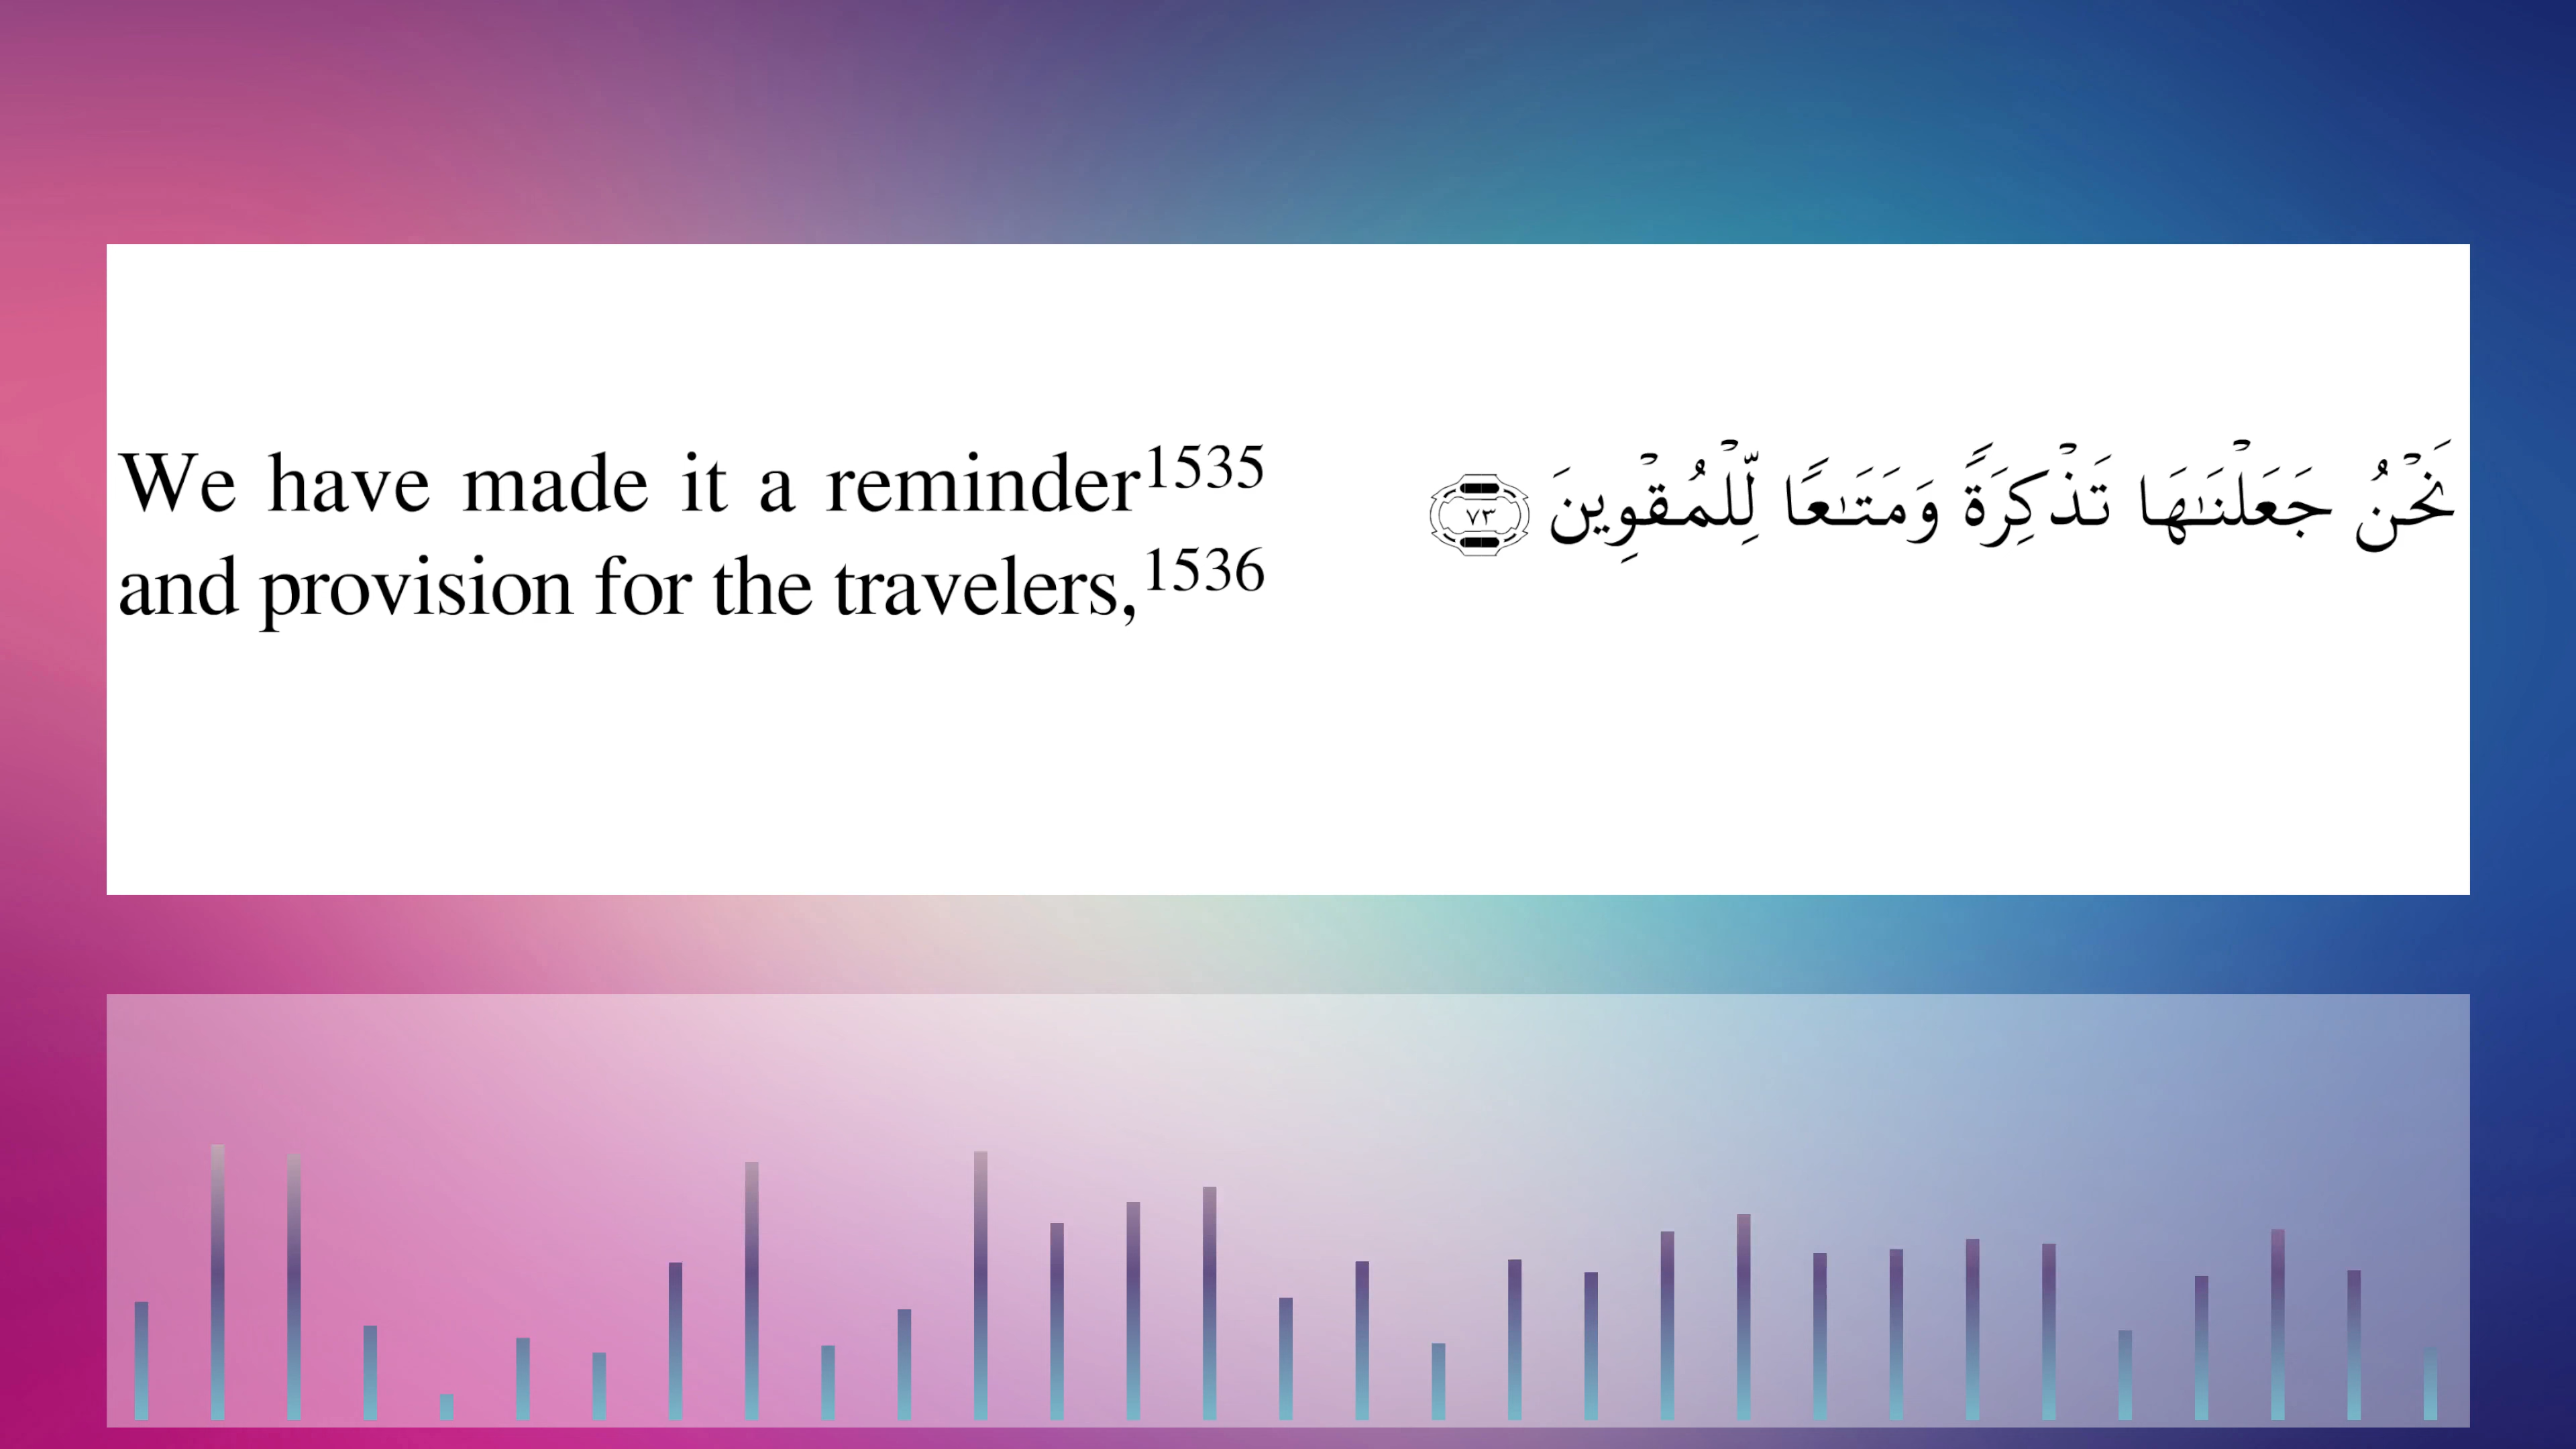 We have made it a reminder1535
and provision for the travelers,1536
نَحْنُ جَعَلْنَـٰهَا تَذْكِرَةً وَمَتَـٰعًا لِّلْمُقْوِينَ ٧٣